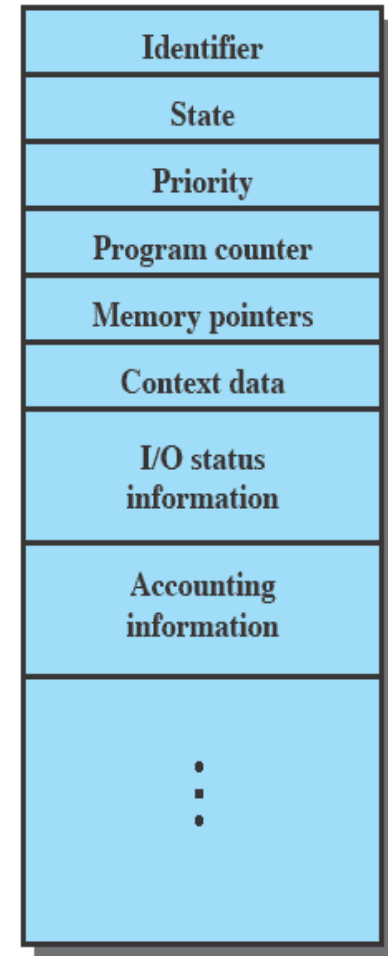 Identifier
State
Priority
Program counter
Memory pointers
Context data
I/O status
information
Accounting
information